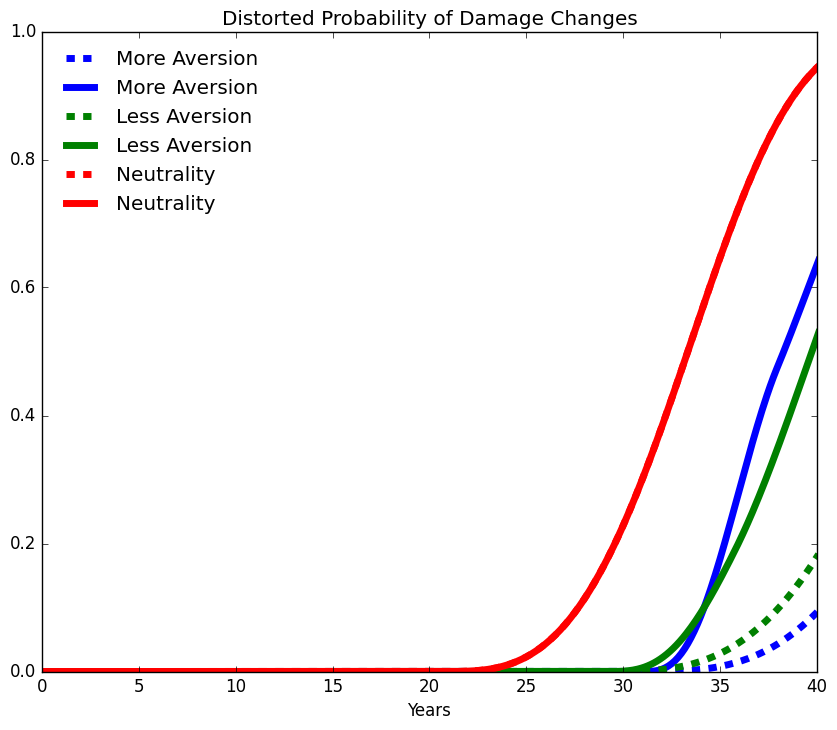 Distorted Probability of Damage Changes
1.0
0.8
0.6
0.4
0.2
0.0
More Aversion
More Aversion
Less Aversion
Less Aversion
Neutrality
Neutrality
0 5 10 15 20 25 30 35 40
Years